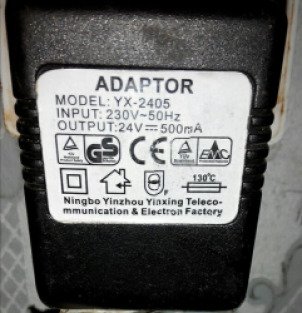 ADAPTOR
MODEL: YX-2405
INPUT: 230V~50Hz
OUTPUT:24V⎓500mA
GS CE EMC
130°C
Ningbo Yinzhou Yinxing Teleco-
mmunication & Electron Factory